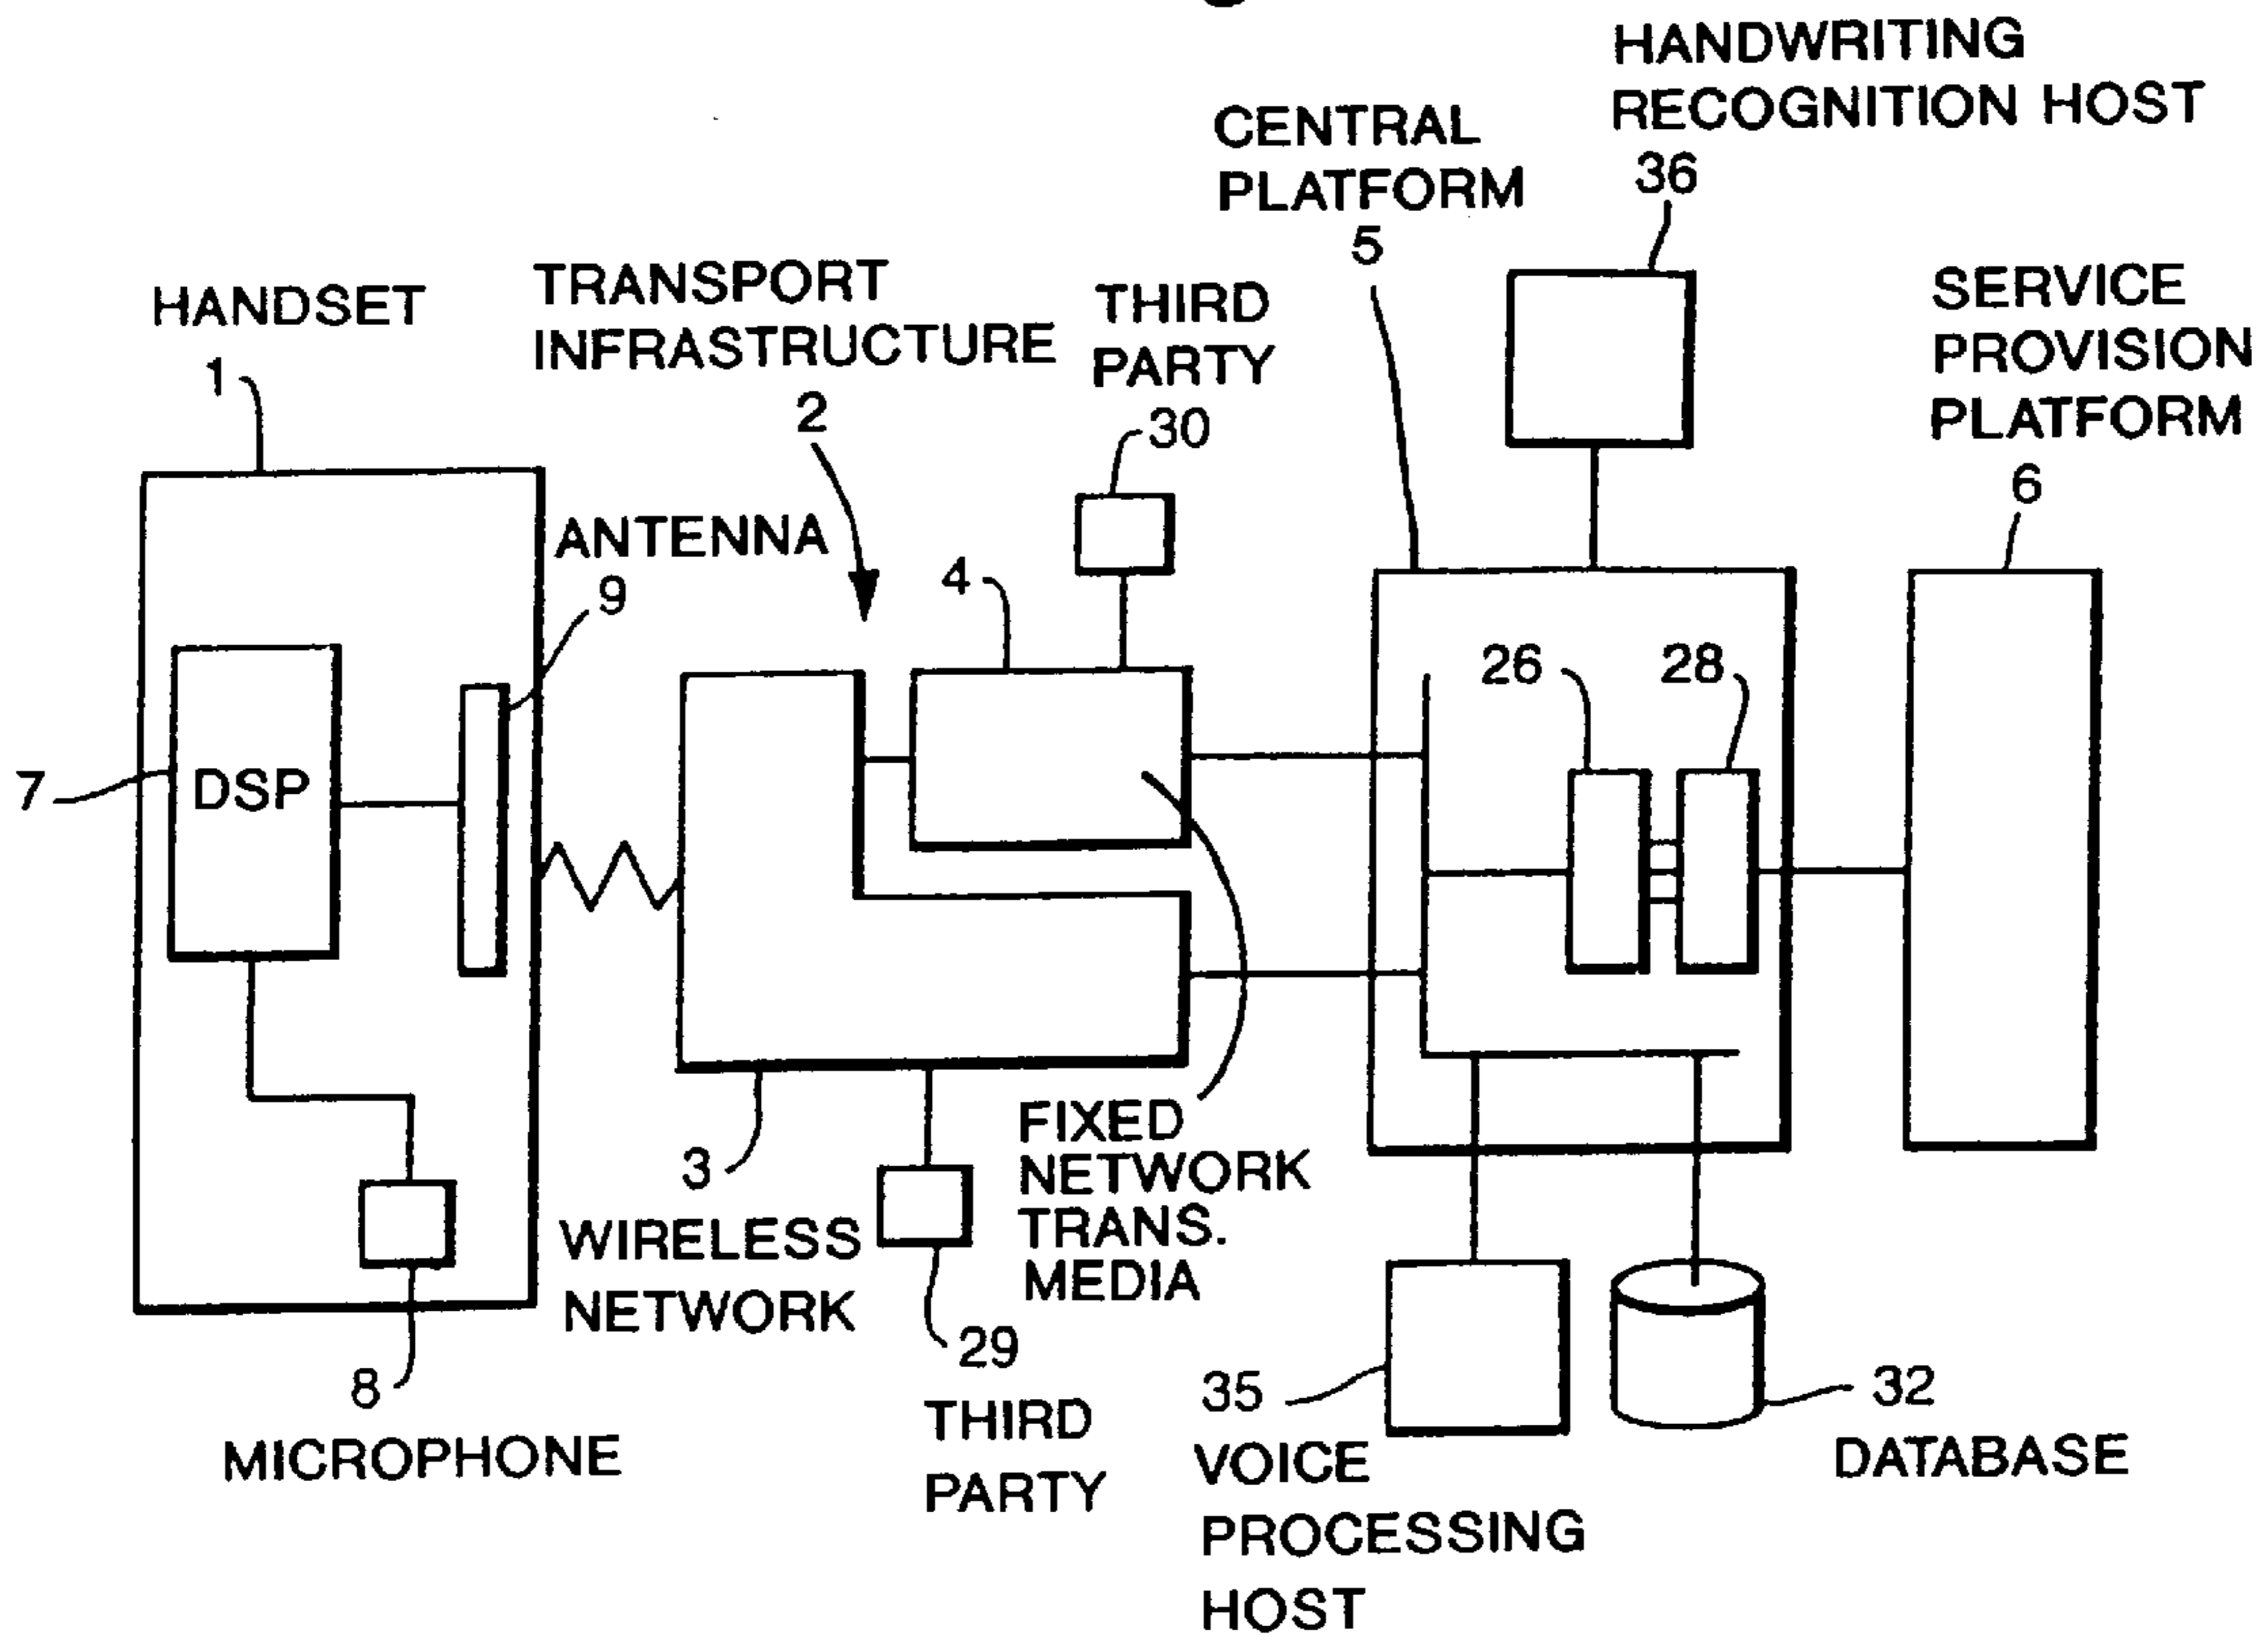 HANDWRITING
RECOGNITION HOST
36
CENTRAL
PLATFORM
5
SERVICE
PROVISION
PLATFORM
6
TRANSPORT
INFRASTRUCTURE
2
THIRD
PARTY
30
HANDSET
1
ANTENNA
9
4
26
28
7
DSP
3
WIRELESS
NETWORK
FIXED
NETWORK
TRANS.
MEDIA
29
THIRD
PARTY
8
MICROPHONE
35
VOICE
PROCESSING
HOST
32
DATABASE